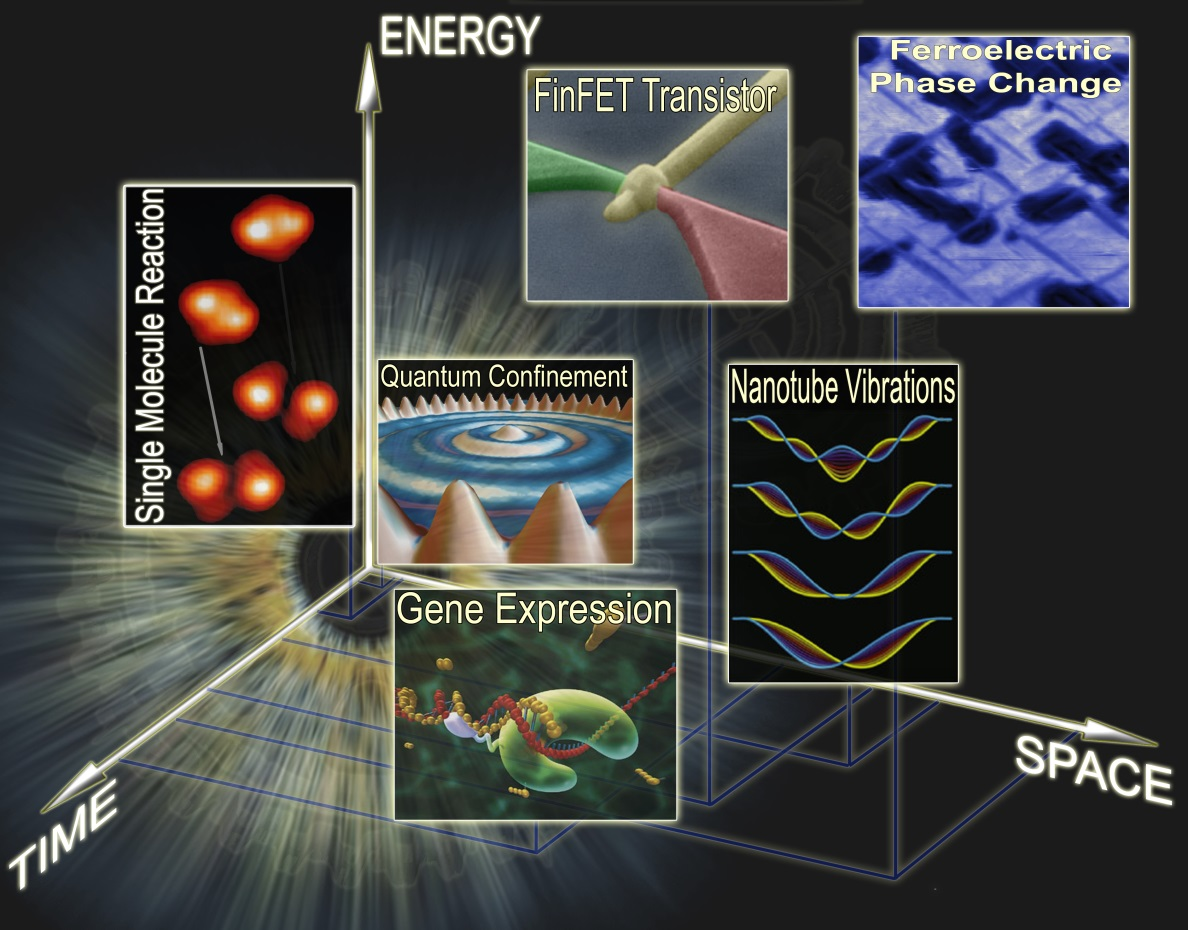 ENERGY
FinFET Transistor
Ferroelectric
Phase Change
Single Molecule Reaction
Quantum Confinement
Nanotube Vibrations
Gene Expression
SPACE
TIME